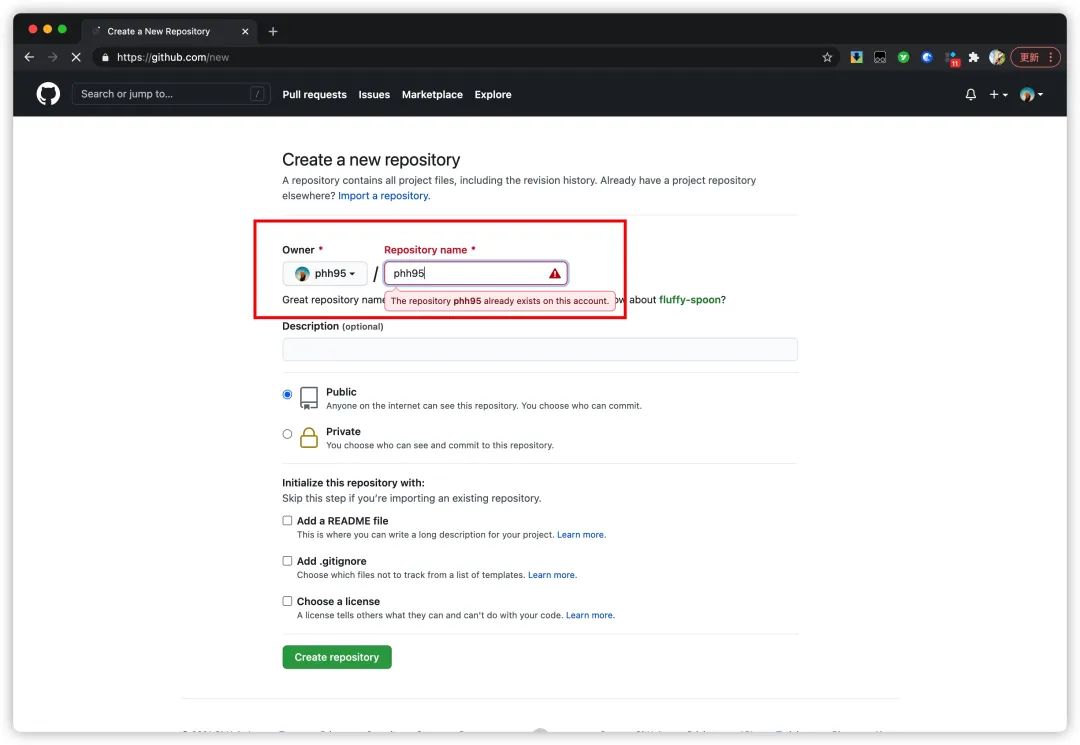 Create a New Repository
https://github.com/new
11
更新
Search or jump to...
/
Pull requests
Issues
Marketplace
Explore
Create a new repository
A repository contains all project files, including the revision history. Already have a project repository
elsewhere? Import a repository.
Owner *
Repository name *
phh95
/
phh95
Great repository name
about fluffy-spoon?
The repository phh95 already exists on this account.
Description (optional)
Public
Anyone on the internet can see this repository. You choose who can commit.
Private
You choose who can see and commit to this repository.
Initialize this repository with:
Skip this step if you're importing an existing repository.
Add a README file
This is where you can write a long description for your project. Learn more.
Add .gitignore
Choose which files not to track from a list of templates. Learn more.
Choose a license
A license tells others what they can and can't do with your code. Learn more.
Create repository